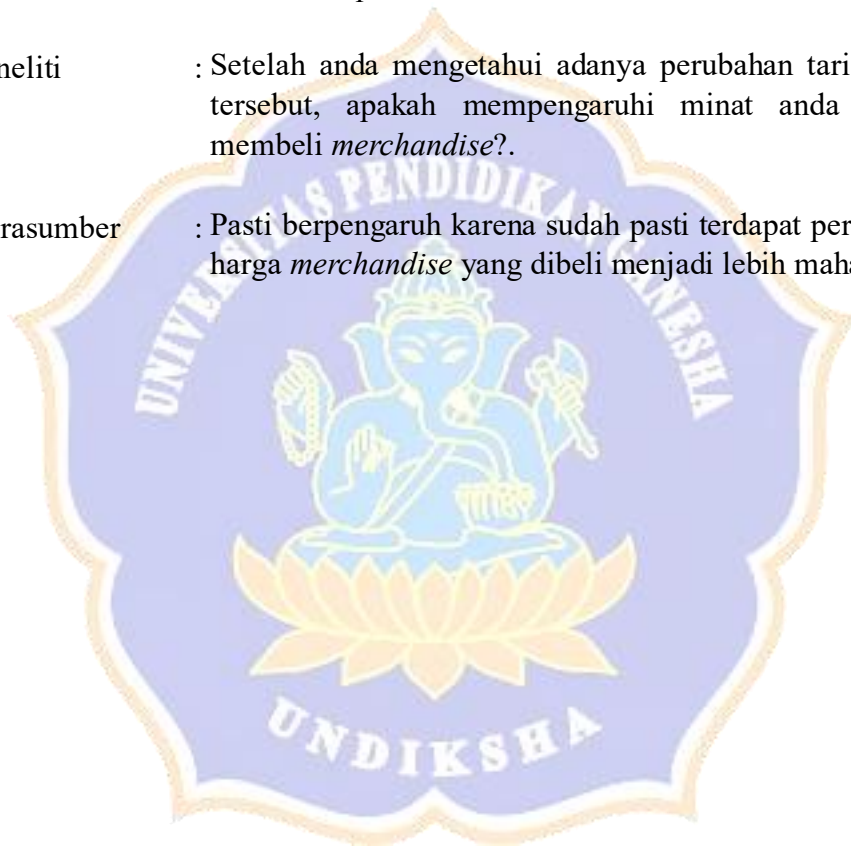 neliti : Setelah anda mengetahui adanya perubahan tari
tersebut, apakah mempengaruhi minat anda
membeli merchandise?.
rasumber : Pasti berpengaruh karena sudah pasti terdapat per
harga merchandise yang dibeli menjadi lebih maha
UNIVERSITAS PENDIDIKAN GANESHA
UNDIKSHA